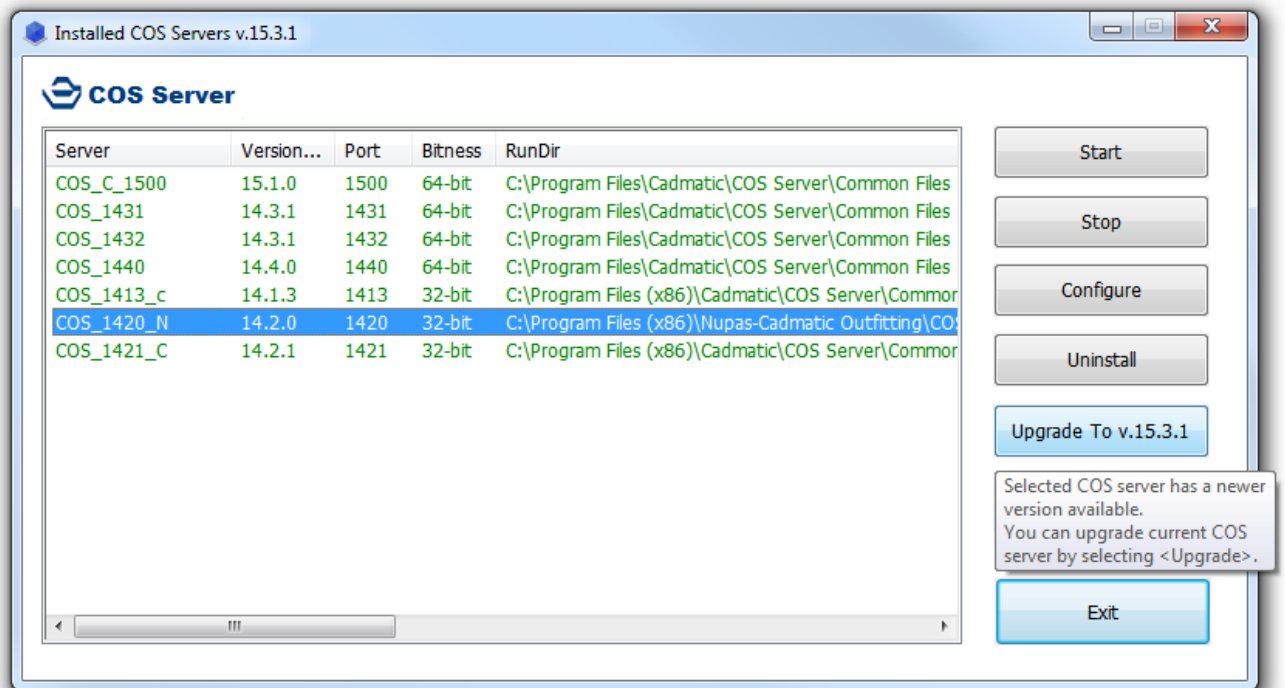 Installed COS Servers v.15.3.1
COS Server
Server Version... Port Bitness RunDir
COS_C_1500 15.1.0 1500 64-bit C:\Program Files\Cadmatic\COS Server\Common Files
COS_1431 14.3.1 1431 64-bit C:\Program Files\Cadmatic\COS Server\Common Files
COS_1432 14.3.1 1432 64-bit C:\Program Files\Cadmatic\COS Server\Common Files
COS_1440 14.4.0 1440 64-bit C:\Program Files\Cadmatic\COS Server\Common Files
COS_1413_c 14.1.3 1413 32-bit C:\Program Files (x86)\Cadmatic\COS Server\Commor
COS_1420_N 14.2.0 1420 32-bit C:\Program Files (x86)\Nupas-Cadmatic Outfitting\COS
COS_1421_C 14.2.1 1421 32-bit C:\Program Files (x86)\Cadmatic\COS Server\Commor
Start
Stop
Configure
Uninstall
Upgrade To v.15.3.1
Selected COS server has a newer
version available.
You can upgrade current COS
server by selecting <Upgrade>.
Exit